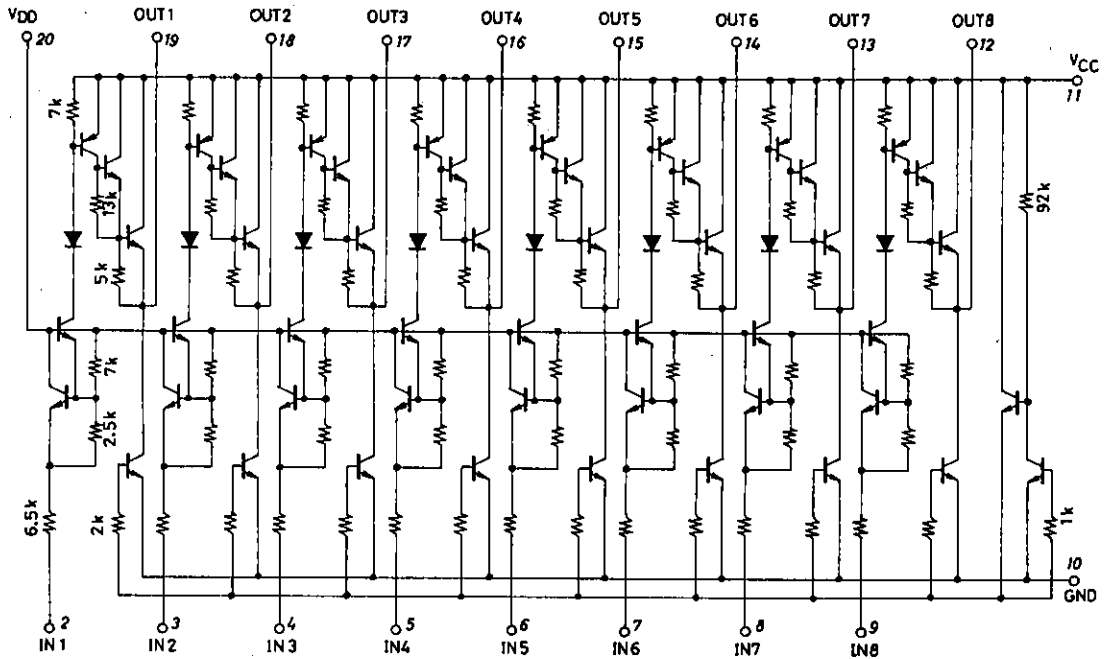 VDD OUT1 OUT2 OUT3 OUT4 OUT5 OUT6 OUT7 OUT8
20 19 18 17 16 15 14 13 12
VCC
11
7k
13k
92k
5k
7k
2.5k
6.5k
2k
1k
10
GND
2 3 4 5 6 7 8 9
IN1 IN2 IN3 IN4 IN5 IN6 IN7 IN8